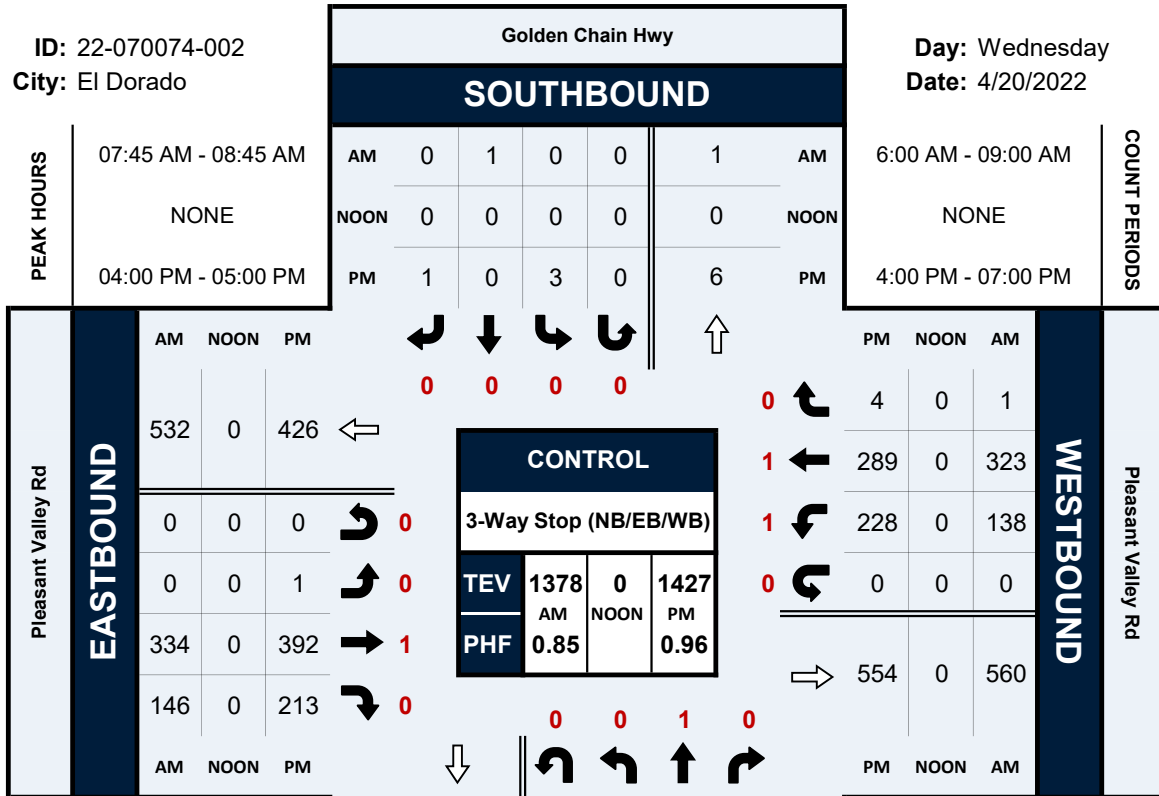 ID: 22-070074-002
City: El Dorado
Golden Chain Hwy
SOUTHBOUND
Day: Wednesday
Date: 4/20/2022
PEAK HOURS
07:45 AM - 08:45 AM
NONE
04:00 PM - 05:00 PM
AM 0 1 0 0 1 AM
NOON 0 0 0 0 0 NOON
PM 1 0 3 0 6 PM
6:00 AM - 09:00 AM
NONE
4:00 PM - 07:00 PM
COUNT PERIODS
0 0 0 0
Pleasant Valley Rd
EASTBOUND
AM NOON PM
532 0 426
0 0 0 0
0 0 1 0
334 0 392 1
146 0 213 0
AM NOON PM
CONTROL
3-Way Stop (NB/EB/WB)
TEV 1378 0 1427
AM NOON PM
PHF 0.85 0.96
PM NOON AM
0 4 0 1
1 289 0 323
1 228 0 138
0 0 0 0
554 0 560
PM NOON AM
WESTBOUND
Pleasant Valley Rd
0 0 1 0